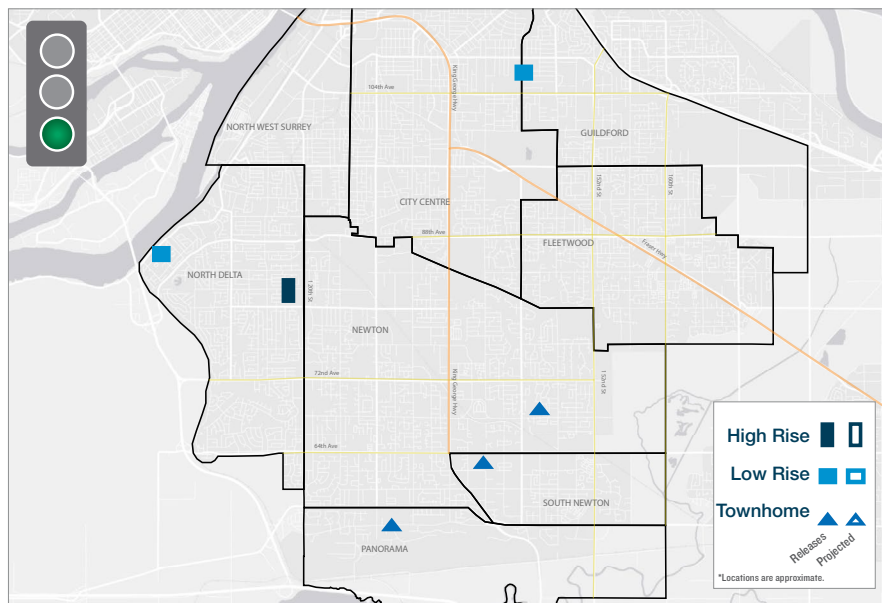 104th Ave
King George Hwy
NORTH WEST SURREY
GUILDFORD
152nd St
160th St
CITY CENTRE
88th Ave
FLEETWOOD
Fraser Hwy
NORTH DELTA
120th St
NEWTON
72nd Ave
King George Hwy
152nd St
64th Ave
SOUTH NEWTON
PANORAMA
High Rise
Low Rise
Townhome
Releases
Projected
*Locations are approximate.